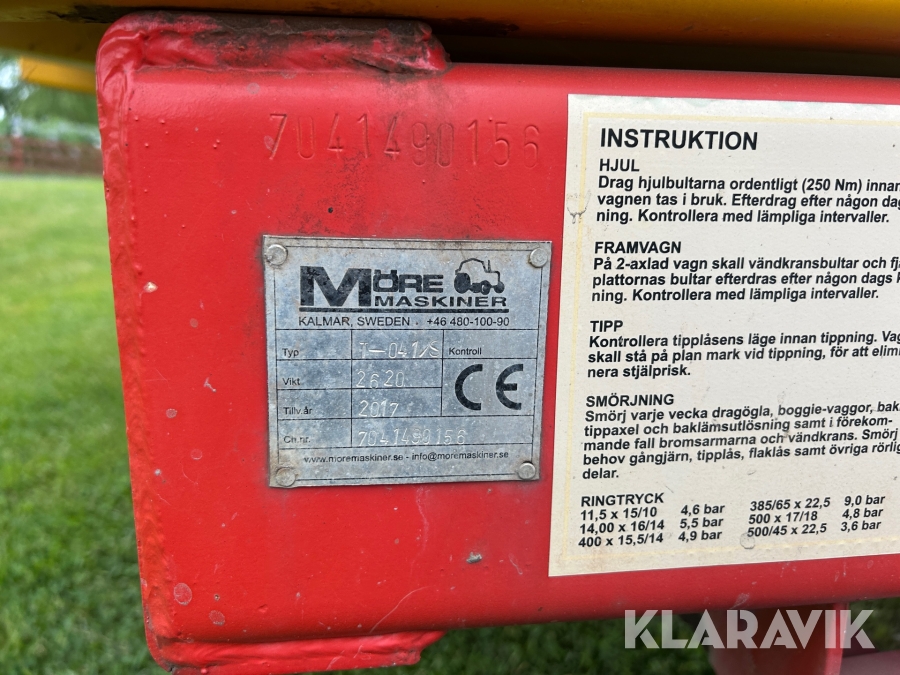 7041490156
MÖRE
MASKINER
KALMAR, SWEDEN . +46 480-100-90
Typ T-041/S Kontroll
Vikt 2620
Tillv.år 2017 CE
Ch.nr. 7041490156
www.moremaskiner.se - info@moremaskiner.se
INSTRUKTION
HJUL
Drag hjulbultarna ordentligt (250 Nm) innan
vagnen tas i bruk. Efterdrag efter någon dag
ning. Kontrollera med lämpliga intervaller.
FRAMVAGN
På 2-axlad vagn skall vändkransbultar och
plattornas bultar efterdras efter någon dags
ning. Kontrollera med lämpliga intervaller.
TIPP
Kontrollera tipplåsens läge innan tippning.
skall stå på plan mark vid tippning, för att
nera stjälprisk.
SMÖRJNING
Smörj varje vecka dragögla, boggie-vaggor,
tippaxel och baklämsutlösning samt i förekom-
mande fall bromsarmarna och vändkrans. Smörj
behov gångjärn, tipplås, flaklås samt övriga
delar.
RINGTRYCK
11,5 x 15/10 4,6 bar 385/65 x 22,5 9,0 bar
14,00 x 16/14 5,5 bar 500 x 17/18 4,8 bar
400 x 15,5/14 4,9 bar 500/45 x 22,5 3,6 bar
KLARAVIK